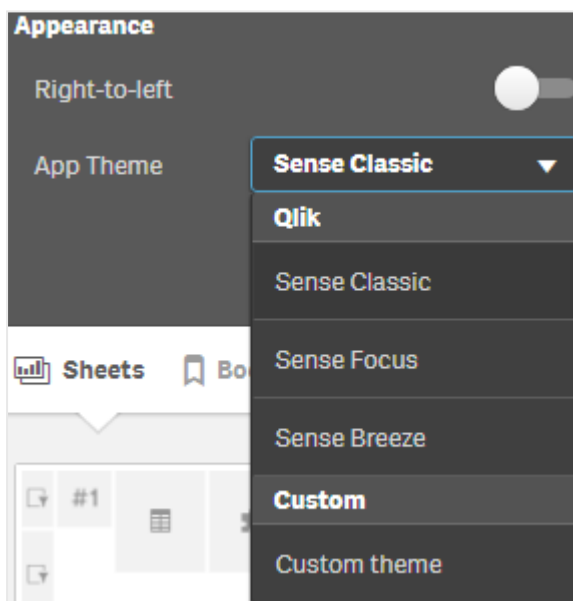 Appearance
Right-to-left
App Theme
Sense Classic
Qlik
Sense Classic
Sense Focus
Sense Breeze
Custom
Custom theme
Sheets
#1